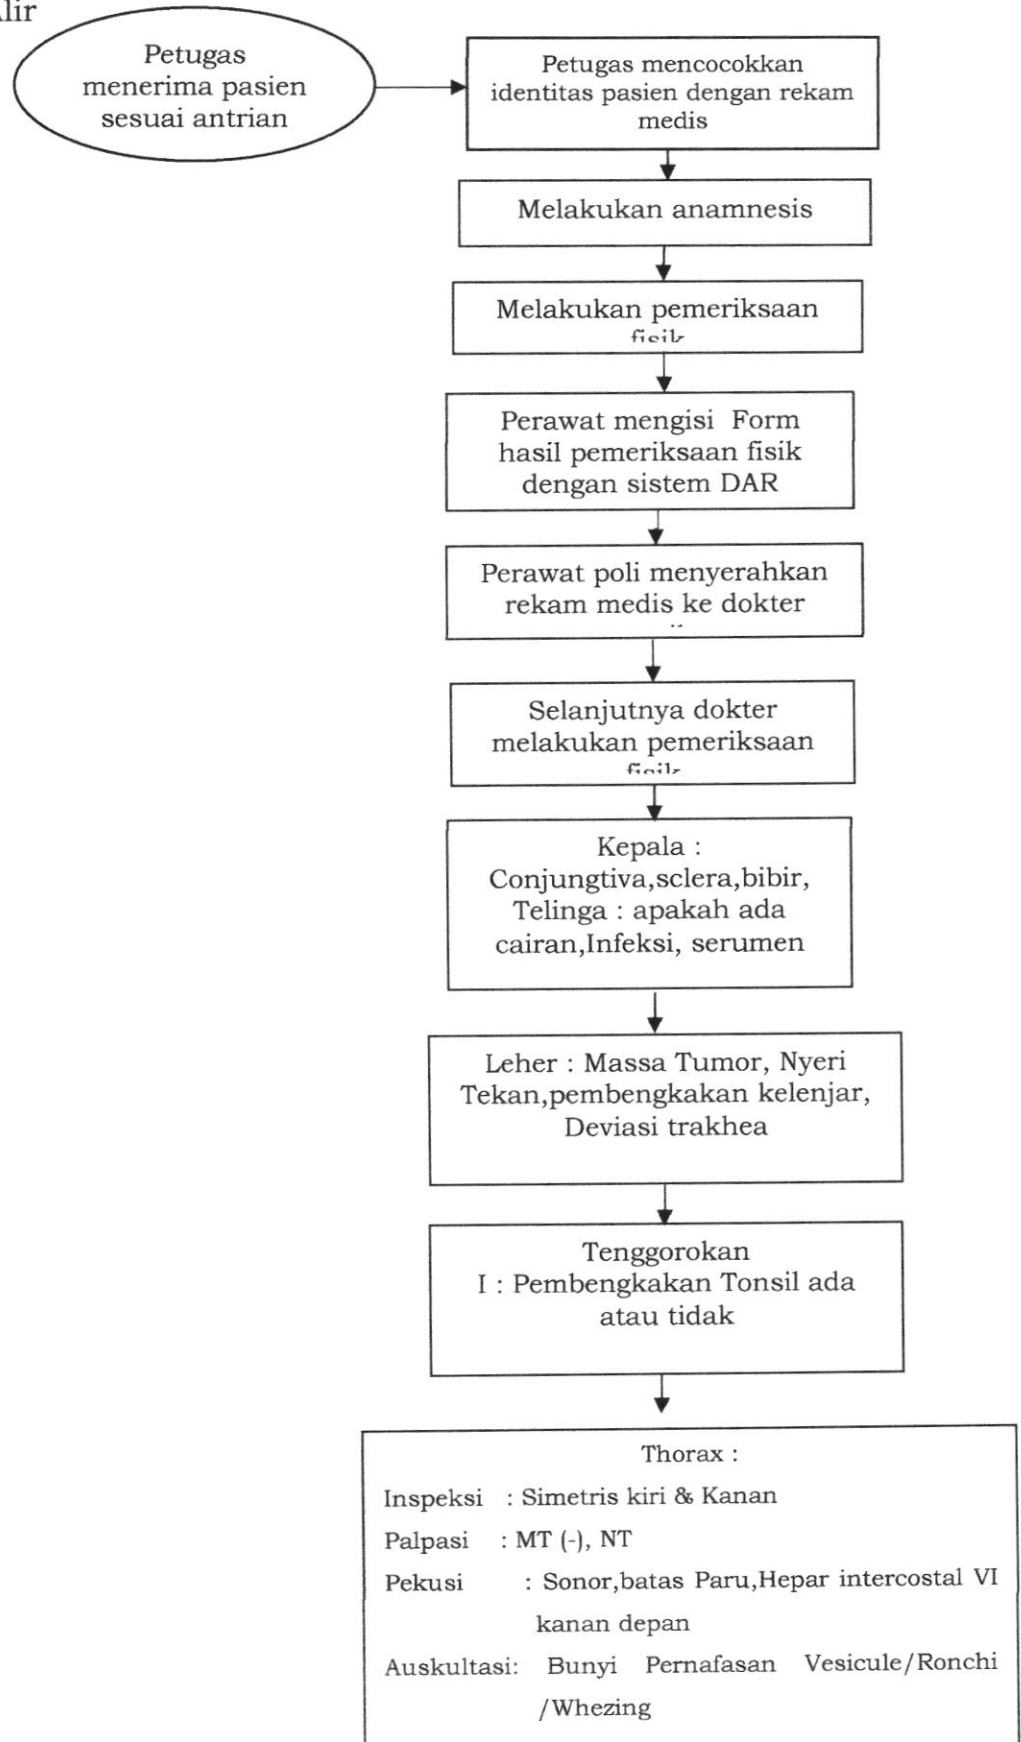 Petugas
menerima pasien
sesuai antrian
Petugas mencocokkan
identitas pasien dengan rekam
medis
Melakukan anamnesis
Melakukan pemeriksaan
fisik
Perawat mengisi Form
hasil pemeriksaan fisik
dengan sistem DAR
Perawat poli menyerahkan
rekam medis ke dokter
Selanjutnya dokter
melakukan pemeriksaan
fisik
Kepala :
Conjungtiva,sclera,bibir,
Telinga : apakah ada
cairan,Infeksi, serumen
Leher : Massa Tumor, Nyeri
Tekan,pembengkakan kelenjar,
Deviasi trakhea
Tenggorokan
I : Pembengkakan Tonsil ada
atau tidak
Thorax :
Inspeksi : Simetris kiri & Kanan
Palpasi : MT (-), NT
Pekusi : Sonor,batas Paru,Hepar intercostal VI
kanan depan
Auskultasi: Bunyi Pernafasan Vesicule/Ronchi
/Whezing